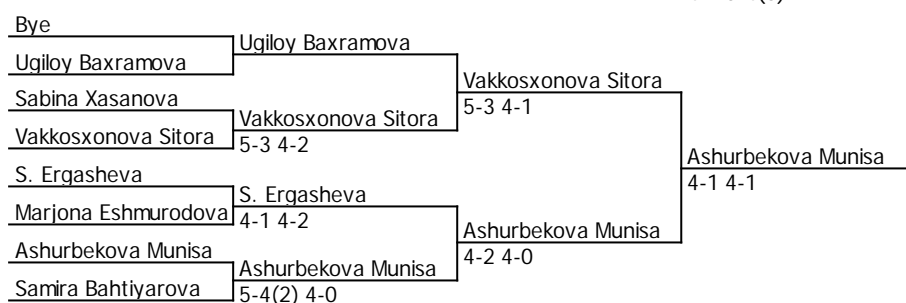 Bye
Ugiloy Baxramova
Ugiloy Baxramova
Vakkosxonova Sitora
5-3 4-1
Sabina Xasanova
Vakkosxonova Sitora
Vakkosxonova Sitora
5-3 4-2
Ashurbekova Munisa
4-1 4-1
S. Ergasheva
S. Ergasheva
Marjona Eshmurodova
4-1 4-2
Ashurbekova Munisa
4-2 4-0
Ashurbekova Munisa
Ashurbekova Munisa
Samira Bahtiyarova
5-4(2) 4-0